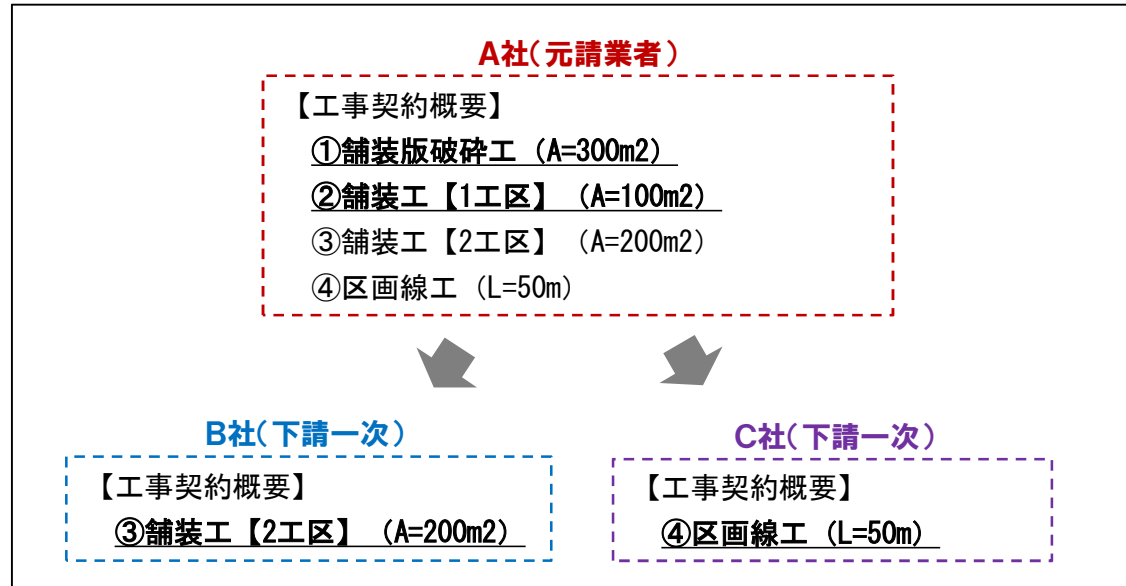 A社(元請業者)
【工事契約概要】
①舗装版破砕工 (A=300m2)
②舗装工【1工区】 (A=100m2)
③舗装工【2工区】 (A=200m2)
④区画線工 (L=50m)
B社(下請一次)
【工事契約概要】
③舗装工【2工区】 (A=200m2)
C社(下請一次)
【工事契約概要】
④区画線工 (L=50m)